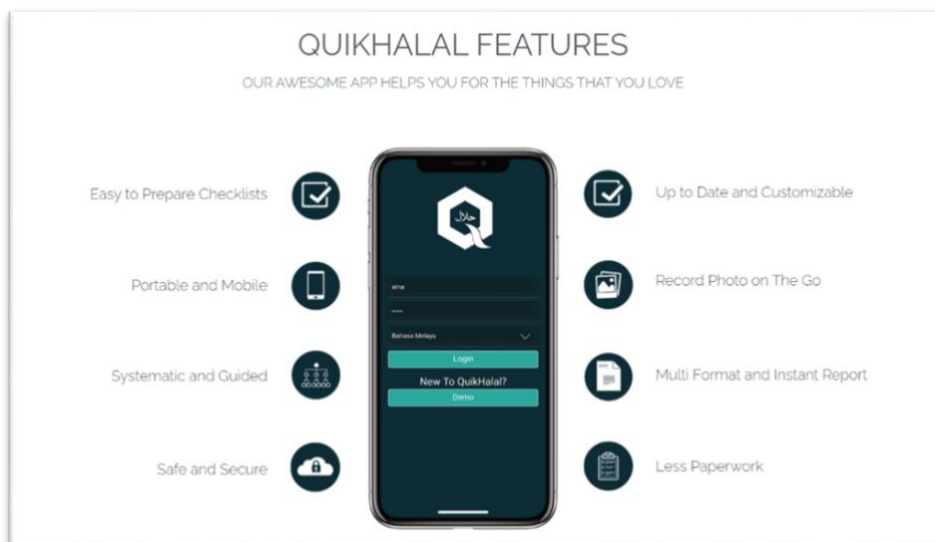 QUIKHALAL FEATURES
OUR AWESOME APP HELPS YOU FOR THE THINGS THAT YOU LOVE
Easy to Prepare Checklists
Portable and Mobile
Systematic and Guided
Safe and Secure
حلال
aina
Bahasa Melayu
Login
New To QuikHalal?
Demo
Up to Date and Customizable
Record Photo on The Go
Multi Format and Instant Report
Less Paperwork